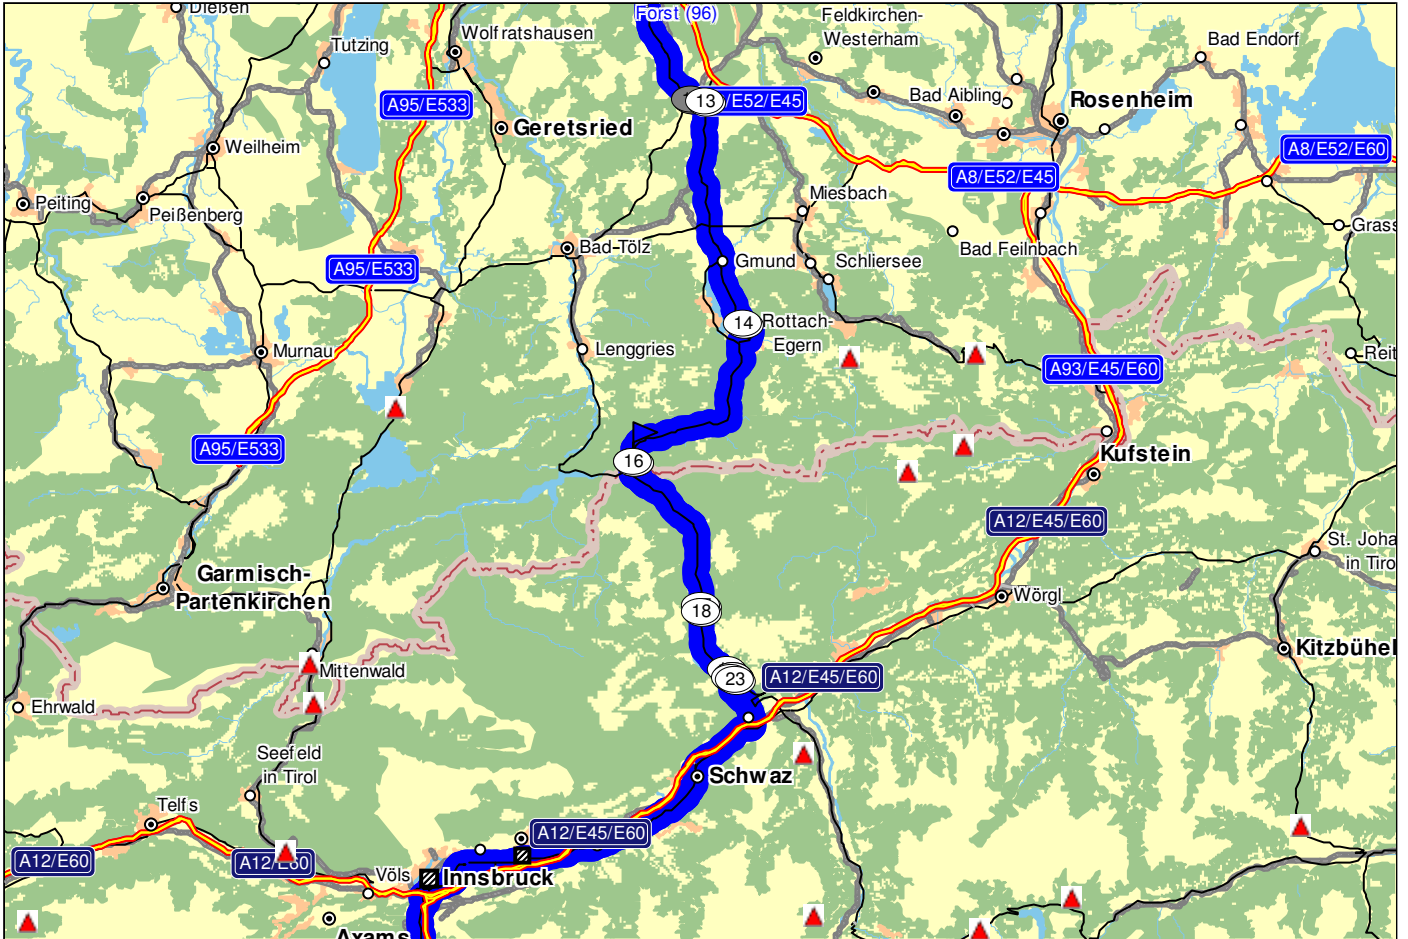 Dießen
Forst (96)
Feldkirchen-
Westerham
Wolfratshausen
Tutzing
Bad Endorf
A95/E533
13
/E52/E45
Bad Aibling
Rosenheim
Geretsried
Weilheim
A8/E52/E60
A8/E52/E45
Peiting
Peißenberg
Miesbach
Grass
Bad-Tölz
Bad Feilnbach
A95/E533
Gmund
Schliersee
14
Rottach-
Egern
Murnau
Lenggries
Reit
A93/E45/E60
A95/E533
16
Kufstein
A12/E45/E60
St. Joha
in Tiro
Garmisch-
Partenkirchen
18
Wörgl
Kitzbühel
Mittenwald
23
A12/E45/E60
Ehrwald
Seefeld
in Tirol
Schwaz
Telfs
A12/E45/E60
A12/E60
A12/E60
Völs
Innsbruck
Axams